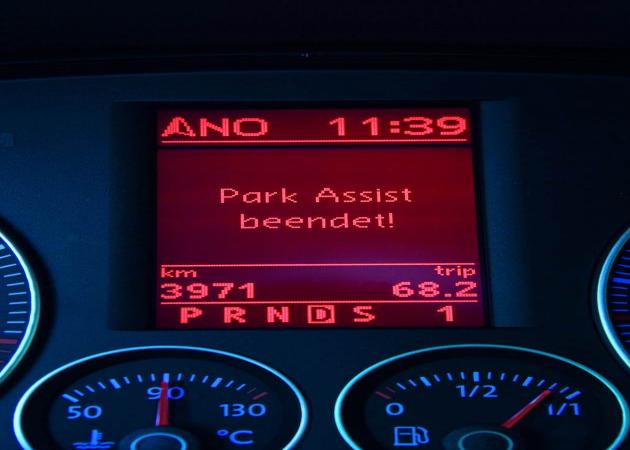 NO 11:39
Park Assist
beendet!
km trip
3971 68.2
P R N D S 1
50 90 130
°C
0 1/2 1/1